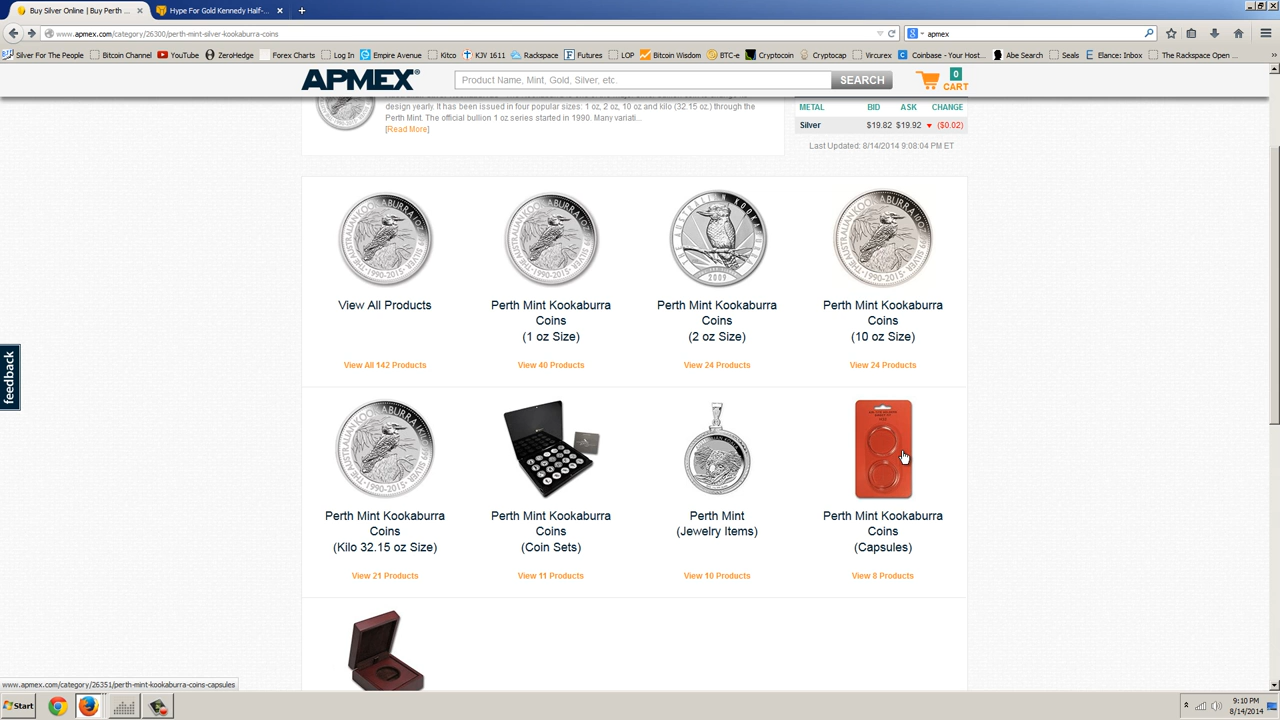 Buy Silver Online | Buy Perth ...
Hype For Gold Kennedy Half-...
www.apmex.com/category/26300/perth-mint-silver-kookaburra-coins
apmex
Silver For The People
Bitcoin Charts
YouTube
ZeroHedge
Forex Charts
Log In
Empire Avenue
Kitco
KJV 1611
Rackspace
Futures
LOP
Bitcoin Wisdom
BTC-e
Cryptocoin
Cryptocap
Vircurex
Coinbase - Your Host...
Abe Search
Seals
Elance: Inbox
The Rackspace Open ...
APMEX
Product Name, Mint, Gold, Silver, etc.
SEARCH
0
CART
design yearly. It has been issued in four popular sizes: 1 oz, 2 oz, 10 oz and kilo (32.15 oz.) through the
Perth Mint. The official bullion 1 oz series started in 1990. Many variati...
[Read More]
METAL BID ASK CHANGE
Silver $19.82 $19.92 ($0.02)
Last Updated: 8/14/2014 9:08:04 PM ET
feedback
View All Products
View All 142 Products
Perth Mint Kookaburra
Coins
(1 oz Size)
View 40 Products
2009
Perth Mint Kookaburra
Coins
(2 oz Size)
View 24 Products
Perth Mint Kookaburra
Coins
(10 oz Size)
View 24 Products
Perth Mint Kookaburra
Coins
(Kilo 32.15 oz Size)
View 21 Products
Perth Mint Kookaburra
Coins
(Coin Sets)
View 11 Products
Perth Mint
(Jewelry Items)
View 10 Products
Perth Mint Kookaburra
Coins
(Capsules)
View 8 Products
www.apmex.com/category/26351/perth-mint-kookaburra-coins-capsules
Start
9:10 PM
8/14/2014